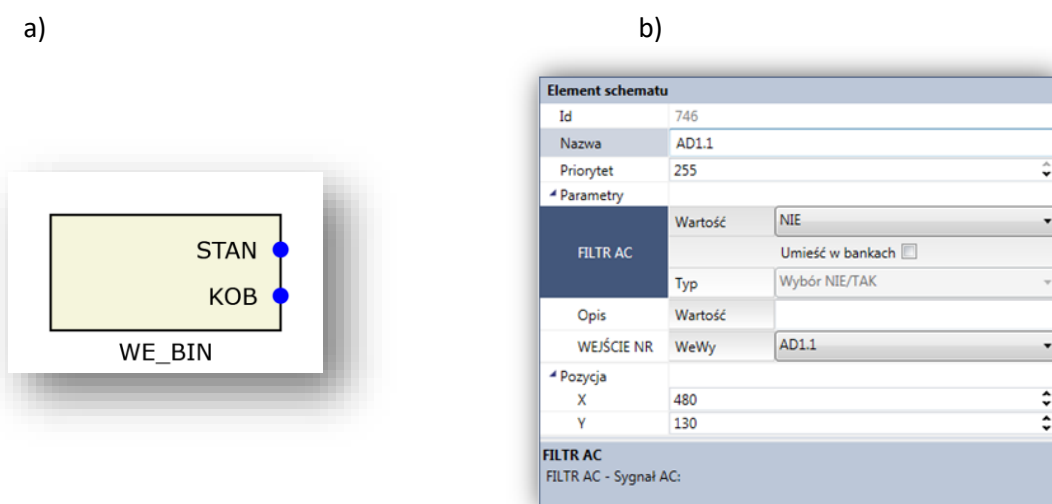 a)
b)
STAN
KOB
WE_BIN
Element schematu
Id 746
Nazwa AD1.1
Priorytet 255
Parametry
FILTR AC Wartość NIE
Umieść w bankach
Typ Wybór NIE/TAK
Opis Wartość
WEJŚCIE NR WeWy AD1.1
Pozycja
X 480
Y 130
FILTR AC
FILTR AC - Sygnał AC: